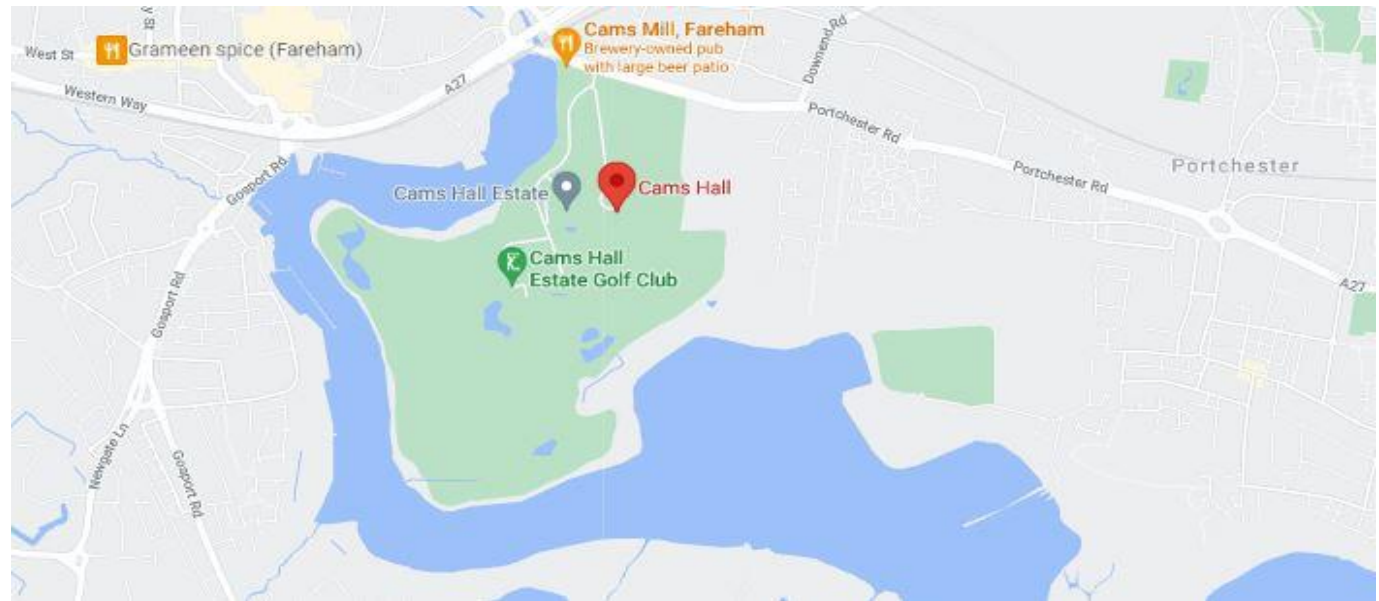 West St
Grameen spice (Fareham)
Western Way
A27
Cams Mill, Fareham
Brewery-owned pub
with large beer patio
Downend Rd
Portchester Rd
Portchester Rd
Portchester
Gosport Rd
Cams Hall Estate
Cams Hall
Cams Hall
Estate Golf Club
A27
Gosport Rd
Newgate Ln
Gosport Rd